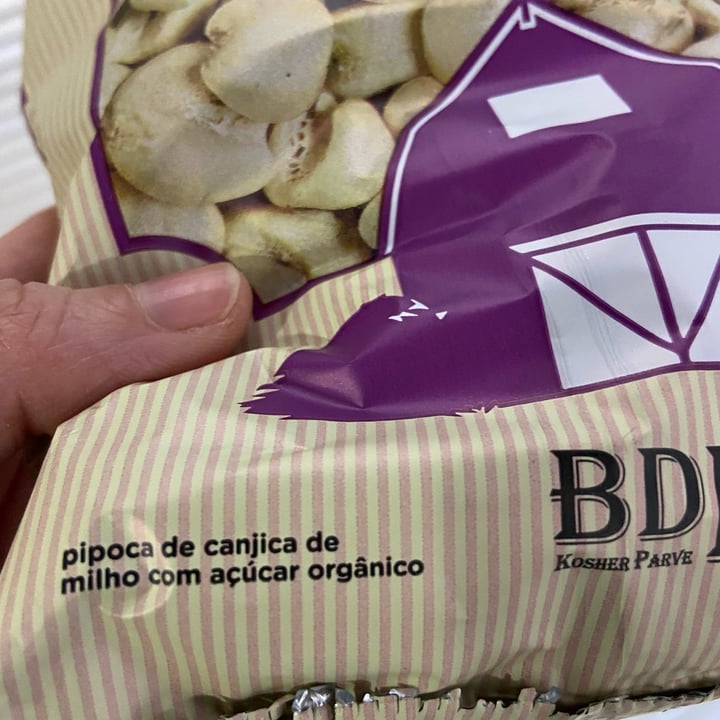 pipoca de canjica de
milho com açúcar orgânico
BD
KOSHER PARVE